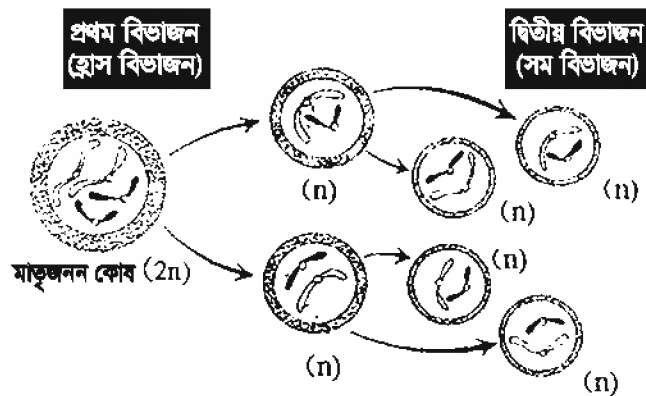 প্রথম বিভাজন
(হ্রাস বিভাজন)
দ্বিতীয় বিভাজন
(সম বিভাজন)
(n)
(n)
(n)
মাতৃজনন কোষ (2n)
(n)
(n)
(n)